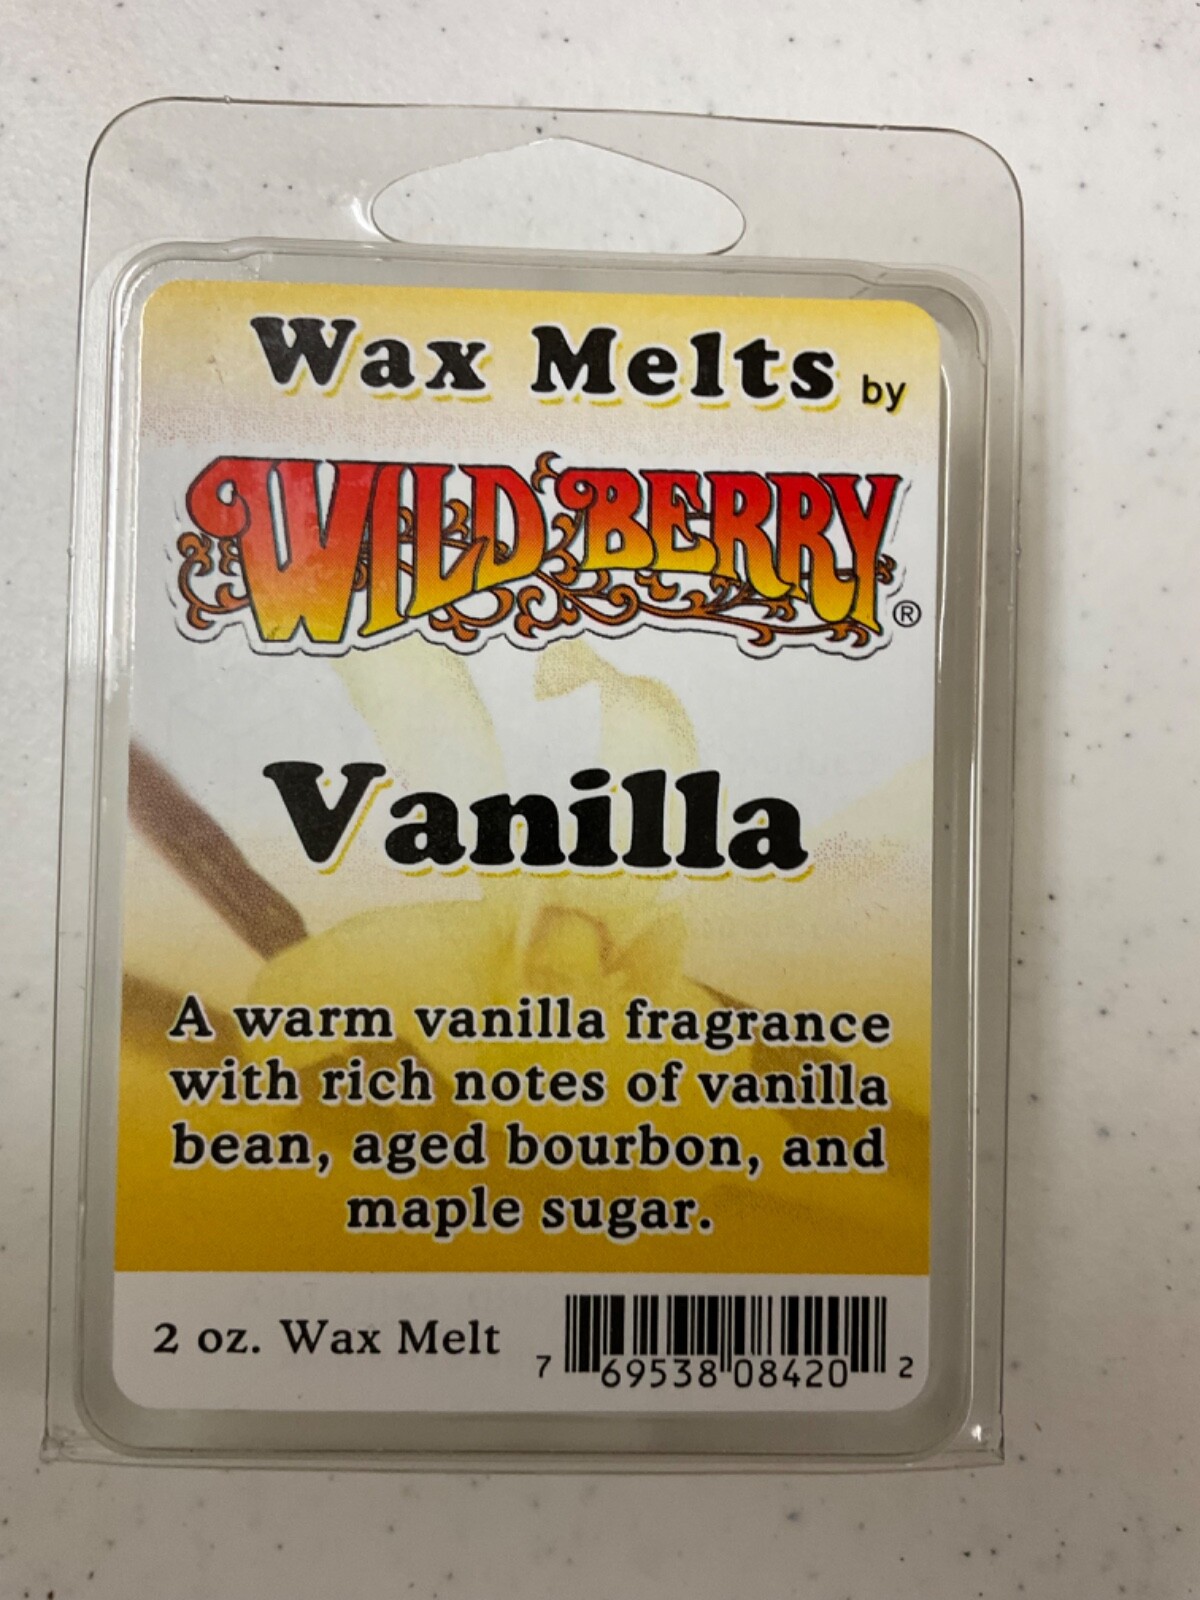 Wax Melts by
WILD BERRY®
Vanilla
A warm vanilla fragrance
with rich notes of vanilla
bean, aged bourbon, and
maple sugar.
2 oz. Wax Melt
7 69538 08420 2